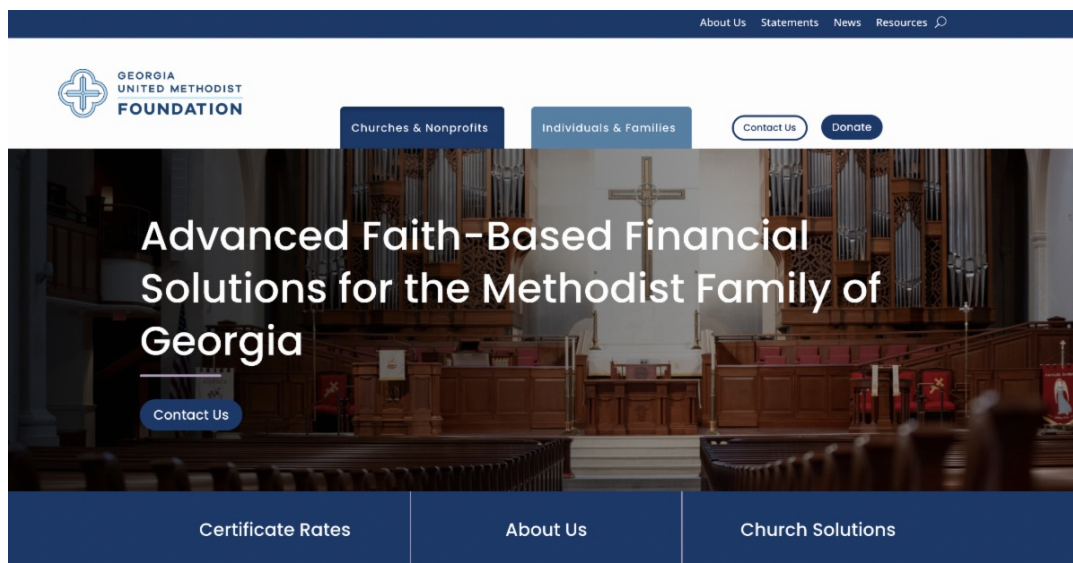 About Us Statements News Resources
GEORGIA
UNITED METHODIST
FOUNDATION
Churches & Nonprofits Individuals & Families Contact Us Donate
Advanced Faith-Based Financial
Solutions for the Methodist Family of
Georgia
Contact Us
Certificate Rates About Us Church Solutions